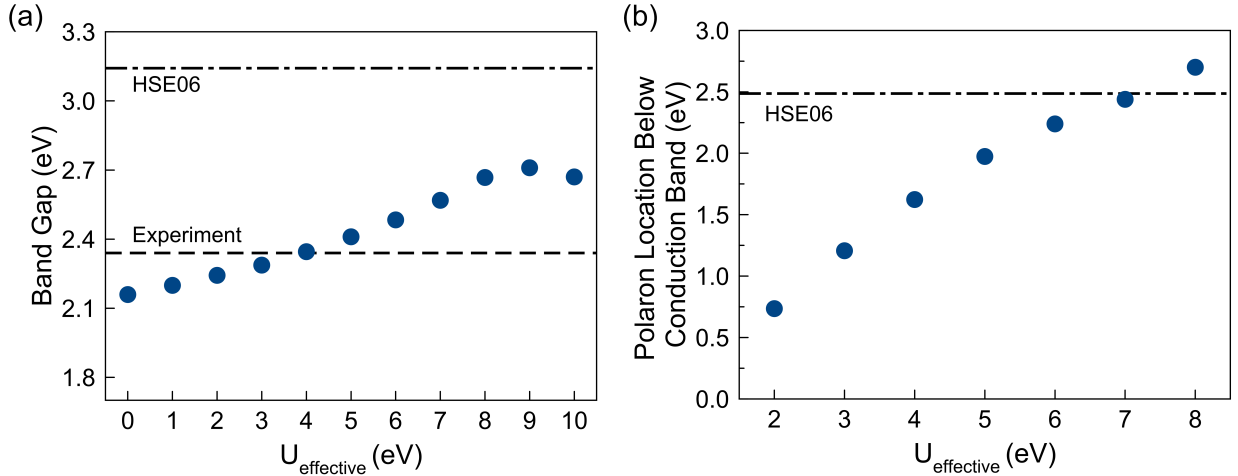 (a)
3.3
3.0
2.7
2.4
2.1
1.8
Band Gap (eV)
HSE06
Experiment
0 1 2 3 4 5 6 7 8 9 10
U effective (eV)
(b)
3.0
2.5
2.0
1.5
1.0
0.5
0.0
Polaron Location Below
Conduction Band (eV)
HSE06
2 3 4 5 6 7 8
U effective (eV)